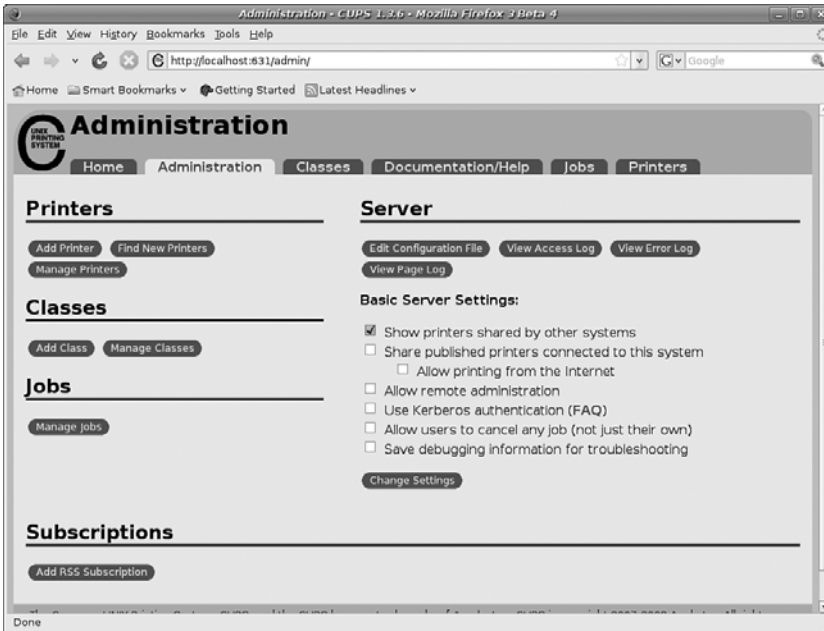 Administration - CUPS 1.3.6 - Mozilla Firefox 3 Beta 4
File Edit View History Bookmarks Tools Help
http://localhost:631/admin/
Google
Home Smart Bookmarks Getting Started Latest Headlines
UNIX
PRINTING
SYSTEM
Administration
Home Administration Classes Documentation/Help Jobs Printers
Printers
Add Printer Find New Printers
Manage Printers
Classes
Add Class Manage Classes
Jobs
Manage Jobs
Server
Edit Configuration File View Access Log View Error Log
View Page Log
Basic Server Settings:
Show printers shared by other systems
Share published printers connected to this system
Allow printing from the Internet
Allow remote administration
Use Kerberos authentication (FAQ)
Allow users to cancel any job (not just their own)
Save debugging information for troubleshooting
Change Settings
Subscriptions
Add RSS Subscription
Done